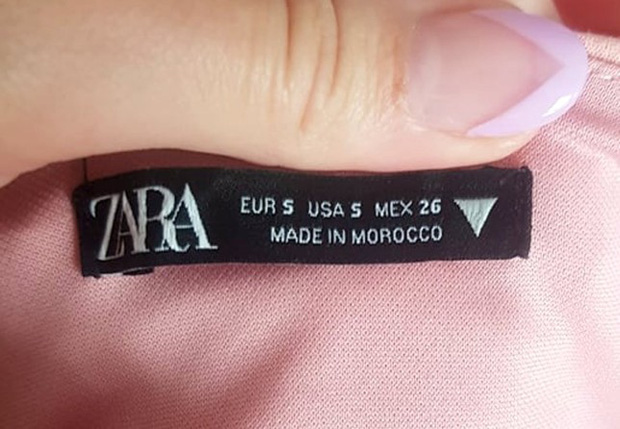 ZARA
EUR S USA S MEX 26
MADE IN MOROCCO